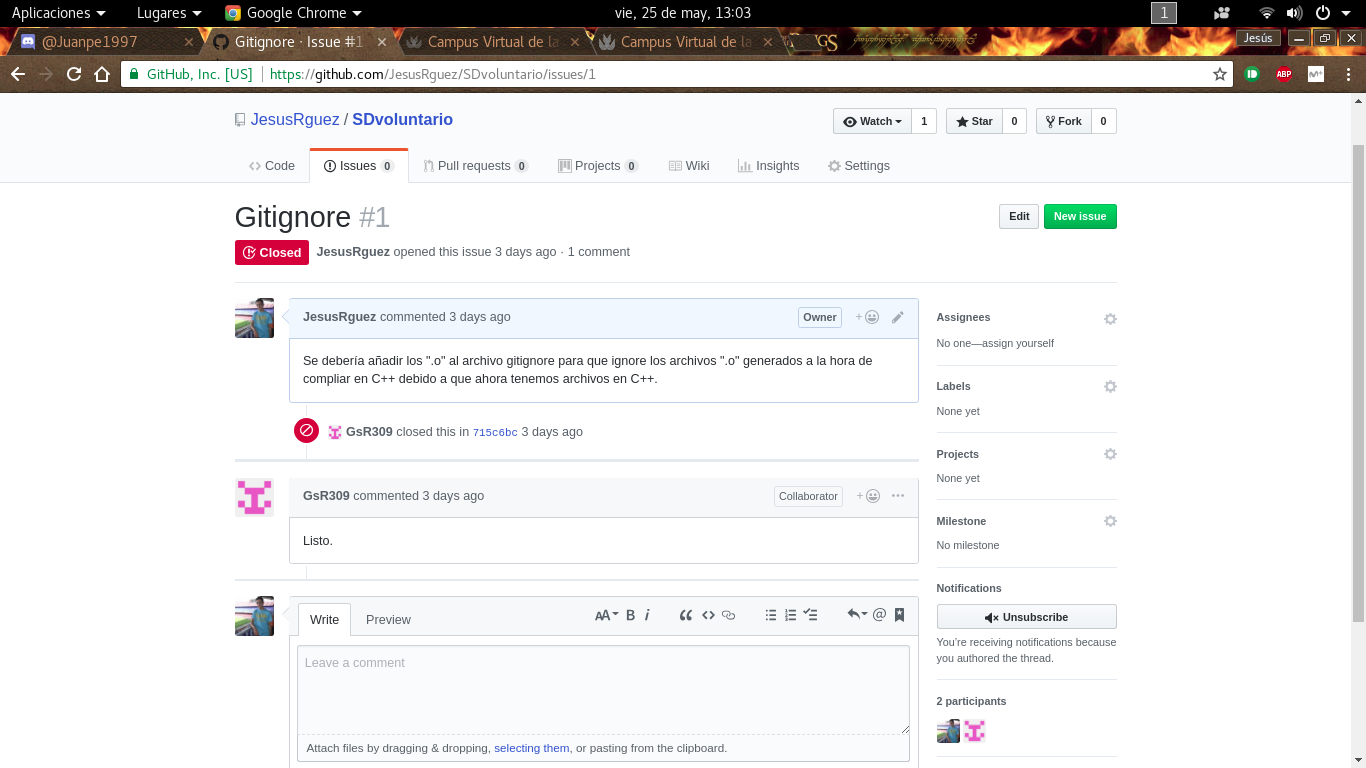 Aplicaciones Lugares Google Chrome vie, 25 de may, 13:03 1
@Juanpe1997 Gitignore · Issue #1 Campus Virtual de la Campus Virtual de la Jesús
GitHub, Inc. [US] https://github.com/JesusRguez/SDvoluntario/issues/1 ABP
JesusRguez / SDvoluntario Watch 1 Star 0 Fork 0
Code Issues 0 Pull requests 0 Projects 0 Wiki Insights Settings
Gitignore #1 Edit New issue
Closed JesusRguez opened this issue 3 days ago · 1 comment
JesusRguez commented 3 days ago Owner
Se debería añadir los ".o" al archivo gitignore para que ignore los archivos ".o" generados a la hora de
compliar en C++ debido a que ahora tenemos archivos en C++.
GsR309 closed this in 715c6bc 3 days ago
GsR309 commented 3 days ago Collaborator
Listo.
Write Preview AA B i @
Leave a comment
Attach files by dragging & dropping, selecting them, or pasting from the clipboard.
Assignees
No one—assign yourself
Labels
None yet
Projects
None yet
Milestone
No milestone
Notifications
Unsubscribe
You're receiving notifications because
you authored the thread.
2 participants